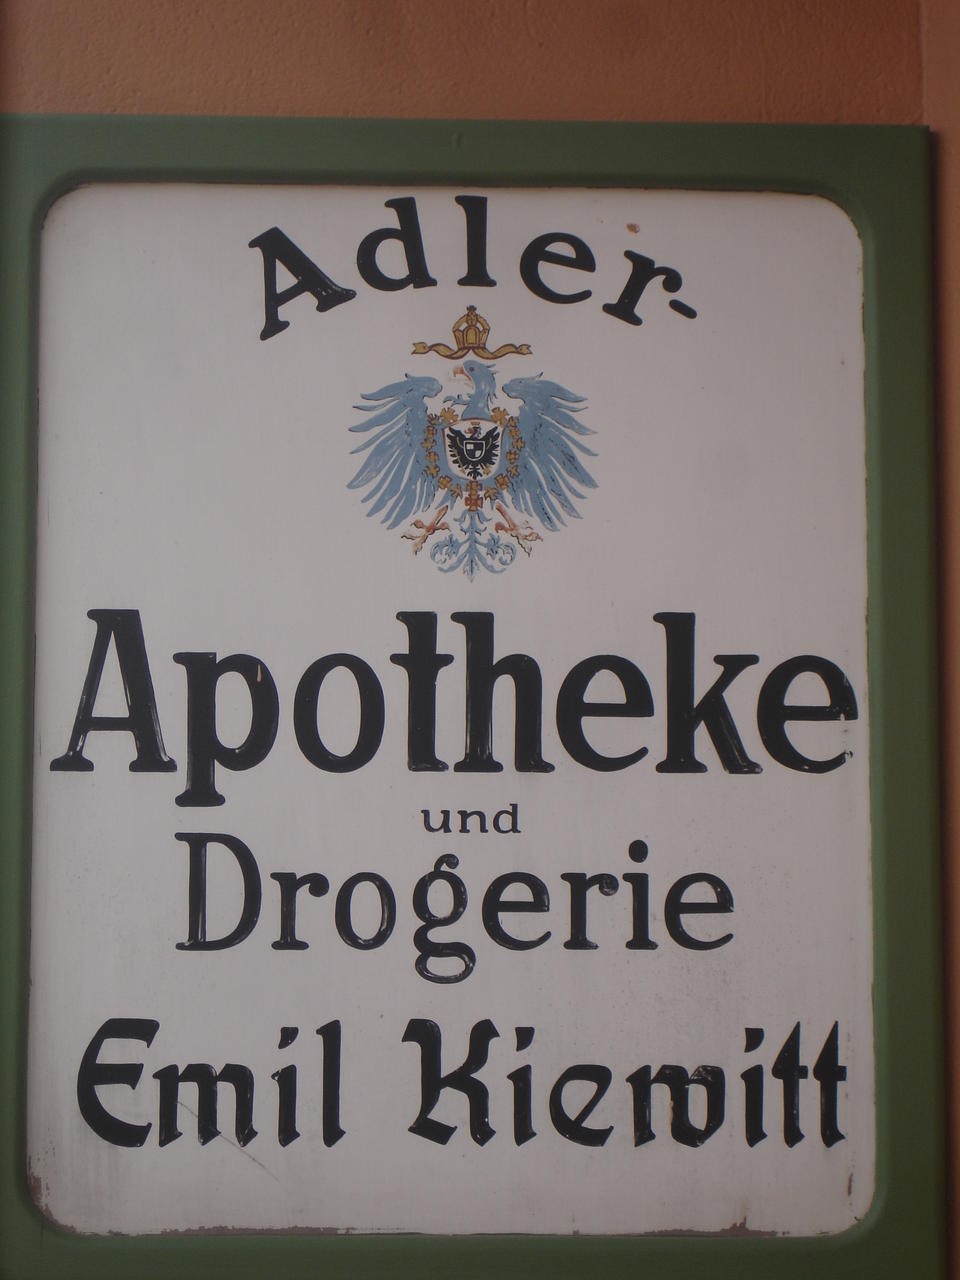 Adler-
Apotheke
und
Drogerie
Emil Kiewitt